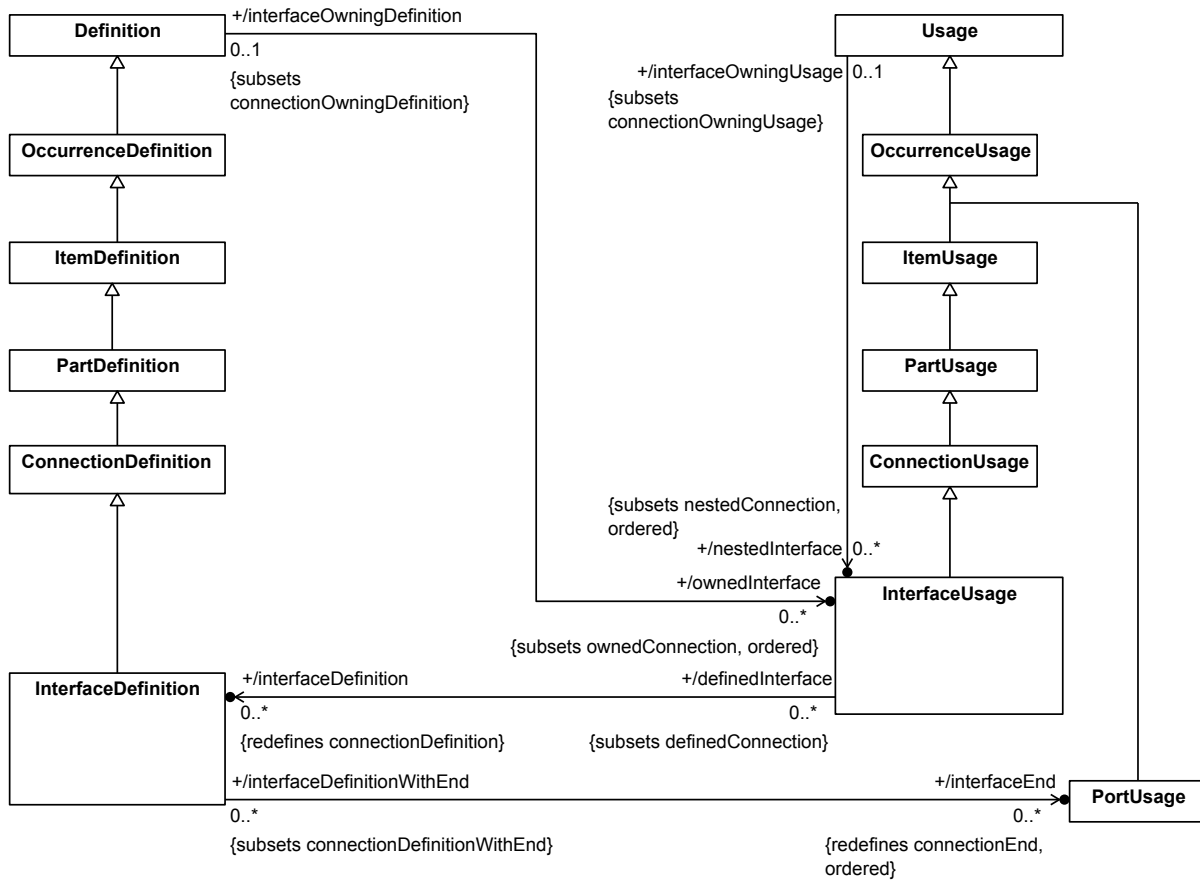 Definition
+/interfaceOwningDefinition
0..1
{subsets
connectionOwningDefinition}
Usage
+/interfaceOwningUsage 0..1
{subsets
connectionOwningUsage}
OccurrenceDefinition
OccurrenceUsage
ItemDefinition
ItemUsage
PartDefinition
PartUsage
ConnectionDefinition
ConnectionUsage
{subsets nestedConnection,
ordered}
+/nestedInterface 0..*
+/ownedInterface
0..*
{subsets ownedConnection, ordered}
InterfaceUsage
InterfaceDefinition
+/interfaceDefinition
0..*
{redefines connectionDefinition}
+/definedInterface
0..*
{subsets definedConnection}
+/interfaceDefinitionWithEnd
0..*
{subsets connectionDefinitionWithEnd}
+/interfaceEnd
0..*
{redefines connectionEnd,
ordered}
PortUsage